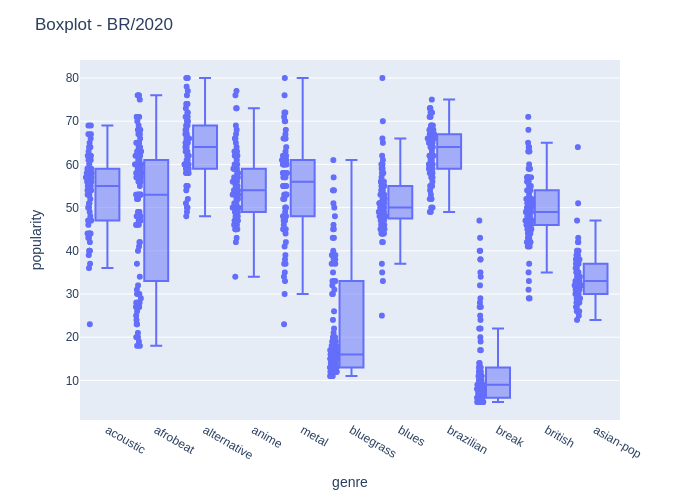 Boxplot - BR/2020
80
70
60
50
40
30
20
10
popularity
acoustic
afrobeat
alternative
anime
metal
bluegrass
blues
brazilian
break
british
asian-pop
genre